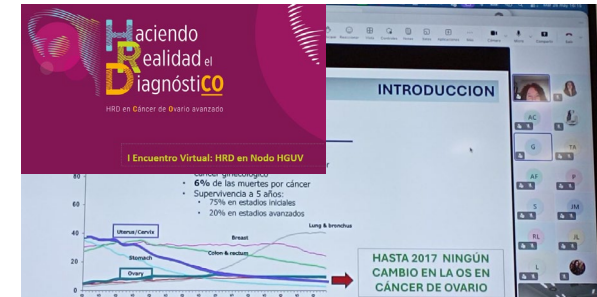 Haciendo
Realidad el
DiagnóstiCO
HRD en Cáncer de Ovario avanzado
I Encuentro Virtual: HRD en Nodo HGUV
INTRODUCCION
cáncer ginecológico
• 6% de las muertes por cáncer
• Supervivencia a 5 años:
• 75% en estadios iniciales
• 20% en estadios avanzados
80
60
40
20
0
Uterus/Cervix
Breast
Lung & bronchus
Stomach
Colon & rectum
Ovary
HASTA 2017 NINGÚN
CAMBIO EN LA OS EN
CÁNCER DE OVARIO
AC
G
TA
AF
P
S
JM
RL
JL
L